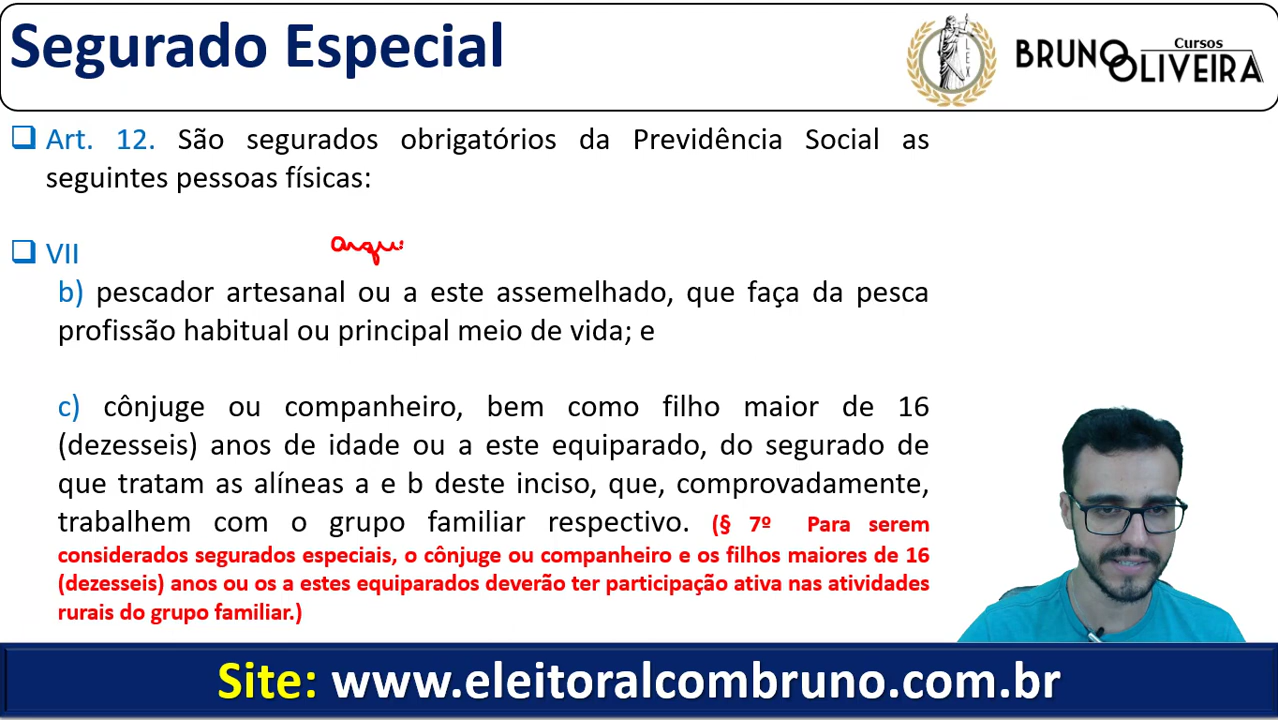 Segurado Especial
Cursos
BRUNO OLIVEIRA
LEX
Art. 12. São segurados obrigatórios da Previdência Social as
seguintes pessoas físicas:
VII
arqui
b) pescador artesanal ou a este assemelhado, que faça da pesca
profissão habitual ou principal meio de vida; e
c) cônjuge ou companheiro, bem como filho maior de 16
(dezesseis) anos de idade ou a este equiparado, do segurado de
que tratam as alíneas a e b deste inciso, que, comprovadamente,
trabalhem com o grupo familiar respectivo. (§ 7º Para serem
considerados segurados especiais, o cônjuge ou companheiro e os filhos maiores de 16
(dezesseis) anos ou os a estes equiparados deverão ter participação ativa nas atividades
rurais do grupo familiar.)
Site: www.eleitoralcombruno.com.br